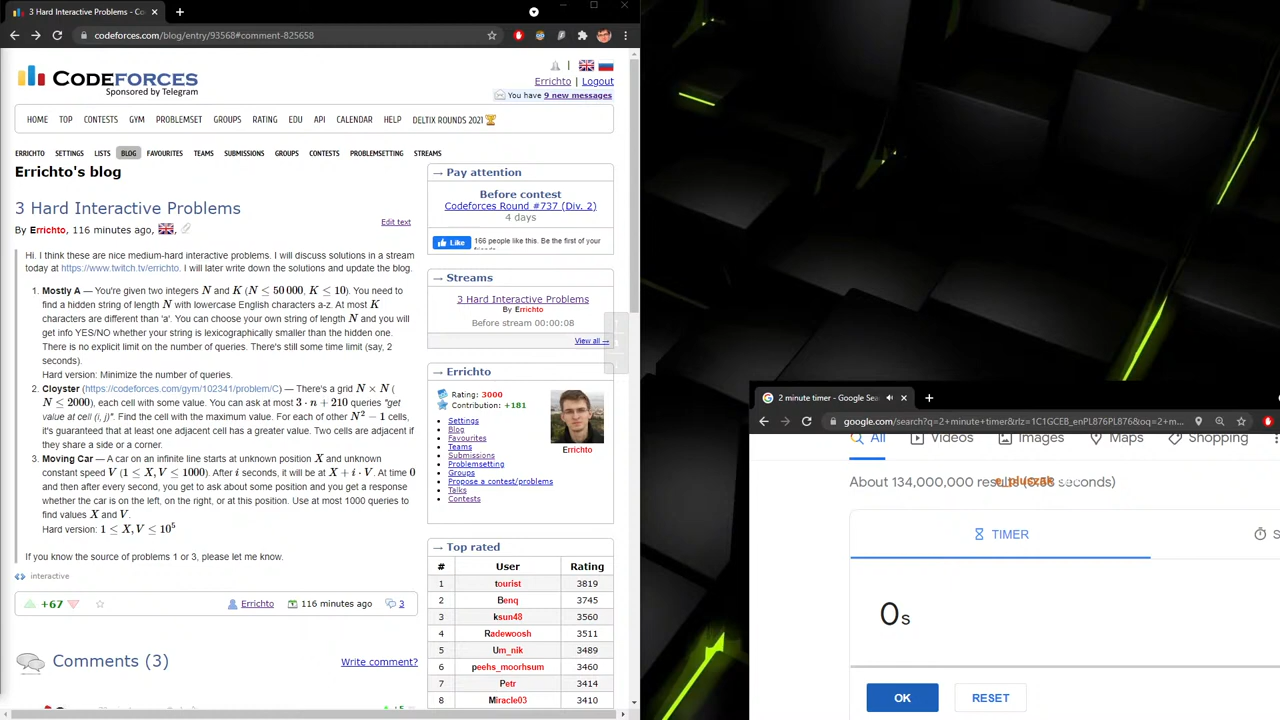 3 Hard Interactive Problems - Co
codeforces.com/blog/entry/93568#comment-825658
CODEFORCES
Sponsored by Telegram
Errichto | Logout
You have 9 new messages
HOME TOP CONTESTS GYM PROBLEMSET GROUPS RATING EDU API CALENDAR HELP DELTIX ROUNDS 2021
ERRICHTO SETTINGS LISTS BLOG FAVOURITES TEAMS SUBMISSIONS GROUPS CONTESTS PROBLEMSETTING STREAMS
Errichto's blog
3 Hard Interactive Problems
Edit text
By Errichto, 116 minutes ago,
Hi. I think these are nice medium-hard interactive problems. I will discuss solutions in a stream
today at https://www.twitch.tv/errichto. I will later write down the solutions and update the blog.
1. Mostly A — You're given two integers N and K (N ≤ 50 000, K ≤ 10). You need to
find a hidden string of length N with lowercase English characters a-z. At most K
characters are different than 'a'. You can choose your own string of length N and you will
get info YES/NO whether your string is lexicographically smaller than the hidden one.
There is no explicit limit on the number of queries. There's still some time limit (say, 2
seconds).
Hard version: Minimize the number of queries.
2. Cloyster (https://codeforces.com/gym/102341/problem/C) — There's a grid N × N (
N ≤ 2000), each cell with some value. You can ask at most 3 · n + 210 queries "get
value at cell (i, j)". Find the cell with the maximum value. For each of other N² − 1 cells,
it's guaranteed that at least one adjacent cell has a greater value. Two cells are adjacent if
they share a side or a corner.
3. Moving Car — A car on an infinite line starts at unknown position X and unknown
constant speed V (1 ≤ X, V ≤ 1000). After i seconds, it will be at X + i · V. At time 0
and then after every second, you get to ask about some position and you get a response
whether the car is on the left, on the right, or at this position. Use at most 1000 queries to
find values X and V.
Hard version: 1 ≤ X, V ≤ 10⁵
If you know the source of problems 1 or 3, please let me know.
interactive
+67 Errichto 116 minutes ago 3
Comments (3)
Write comment?
→ Pay attention
Before contest
Codeforces Round #737 (Div. 2)
4 days
Like 166 people like this. Be the first of your
friends.
→ Streams
3 Hard Interactive Problems
By Errichto
Before stream 00:00:08
View all →
→ Errichto
Rating: 3000
Contribution: +181
Settings
Blog
Favourites
Teams
Submissions
Problemsetting
Groups
Propose a contest/problems
Talks
Contests
Errichto
→ Top rated
# User Rating
1 tourist 3819
2 Benq 3745
3 ksun48 3560
4 Radewoosh 3511
5 Um_nik 3489
6 peehs_moorhsum 3460
7 Petr 3414
8 Miracle03 3410
2 minute timer - Google Sea
google.com/search?q=2+minute+timer&rlz=1C1GCEB_enPL876PL876&oq=2+m...
All Videos Images Maps Shopping
About 134,000,000 results seconds)
TIMER
0s
OK RESET